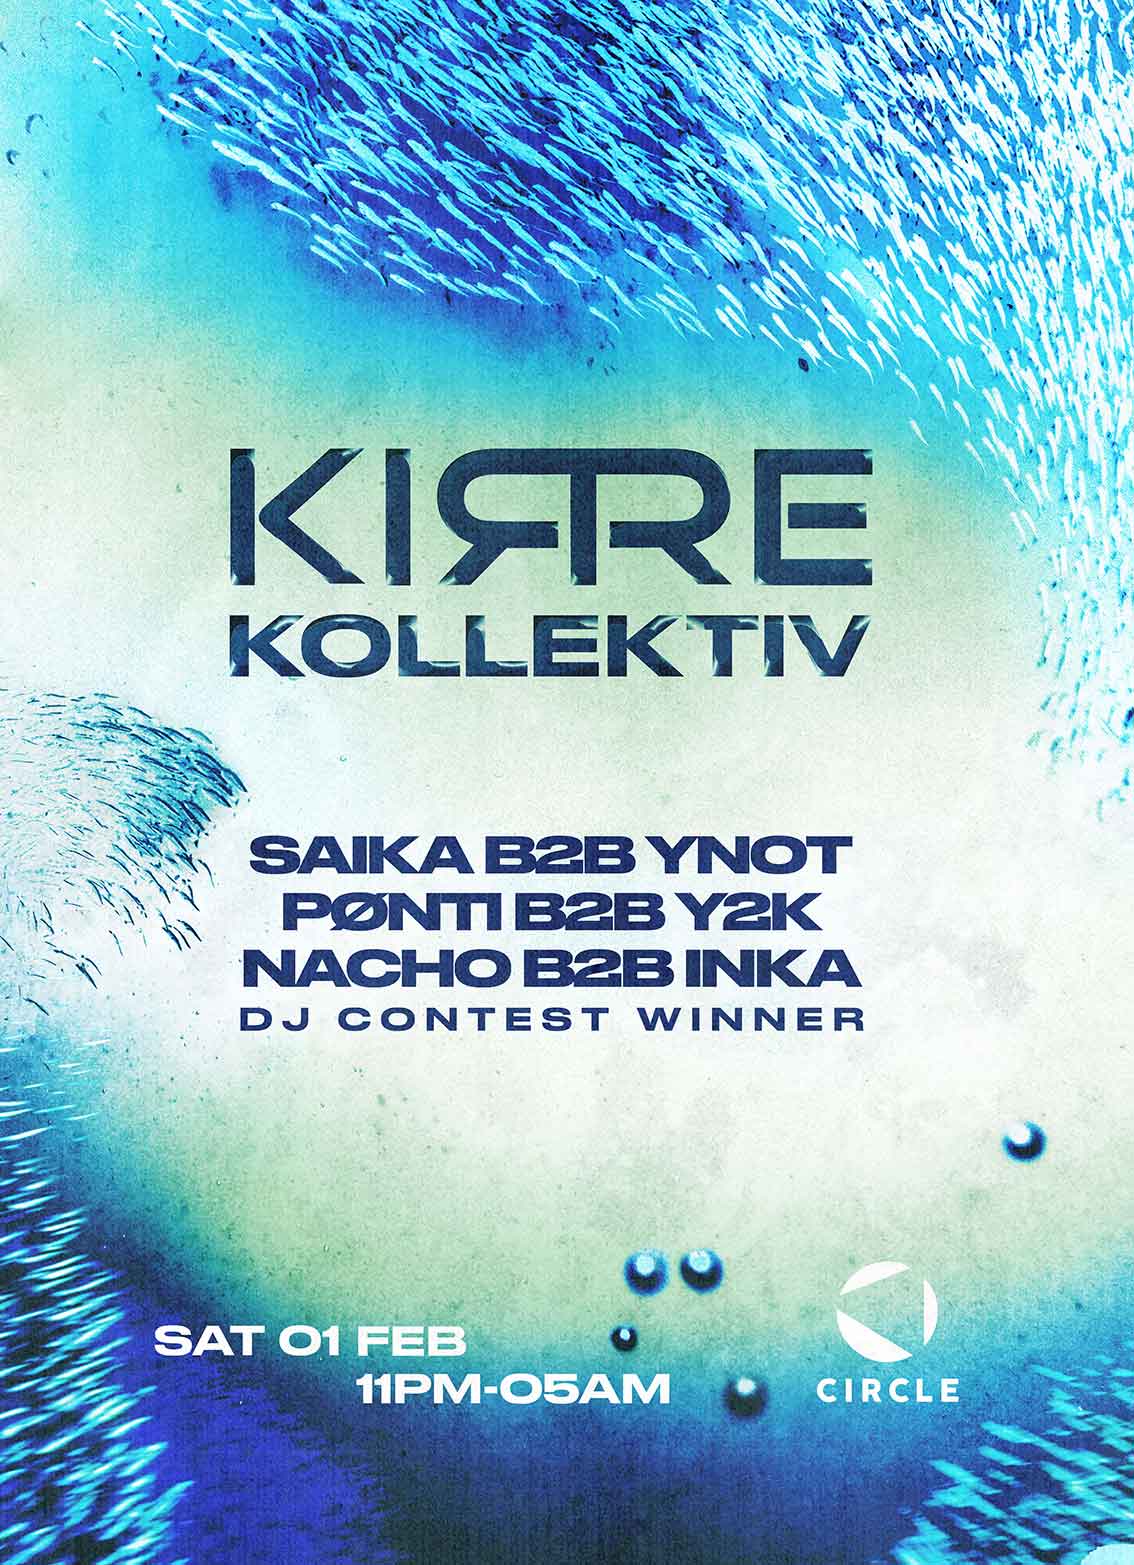 KIRRE
KOLLEKTIV
SAIKA B2B YNOT
PØNTI B2B Y2K
NACHO B2B INKA
DJ CONTEST WINNER
SAT 01 FEB
11PM-05AM
CIRCLE